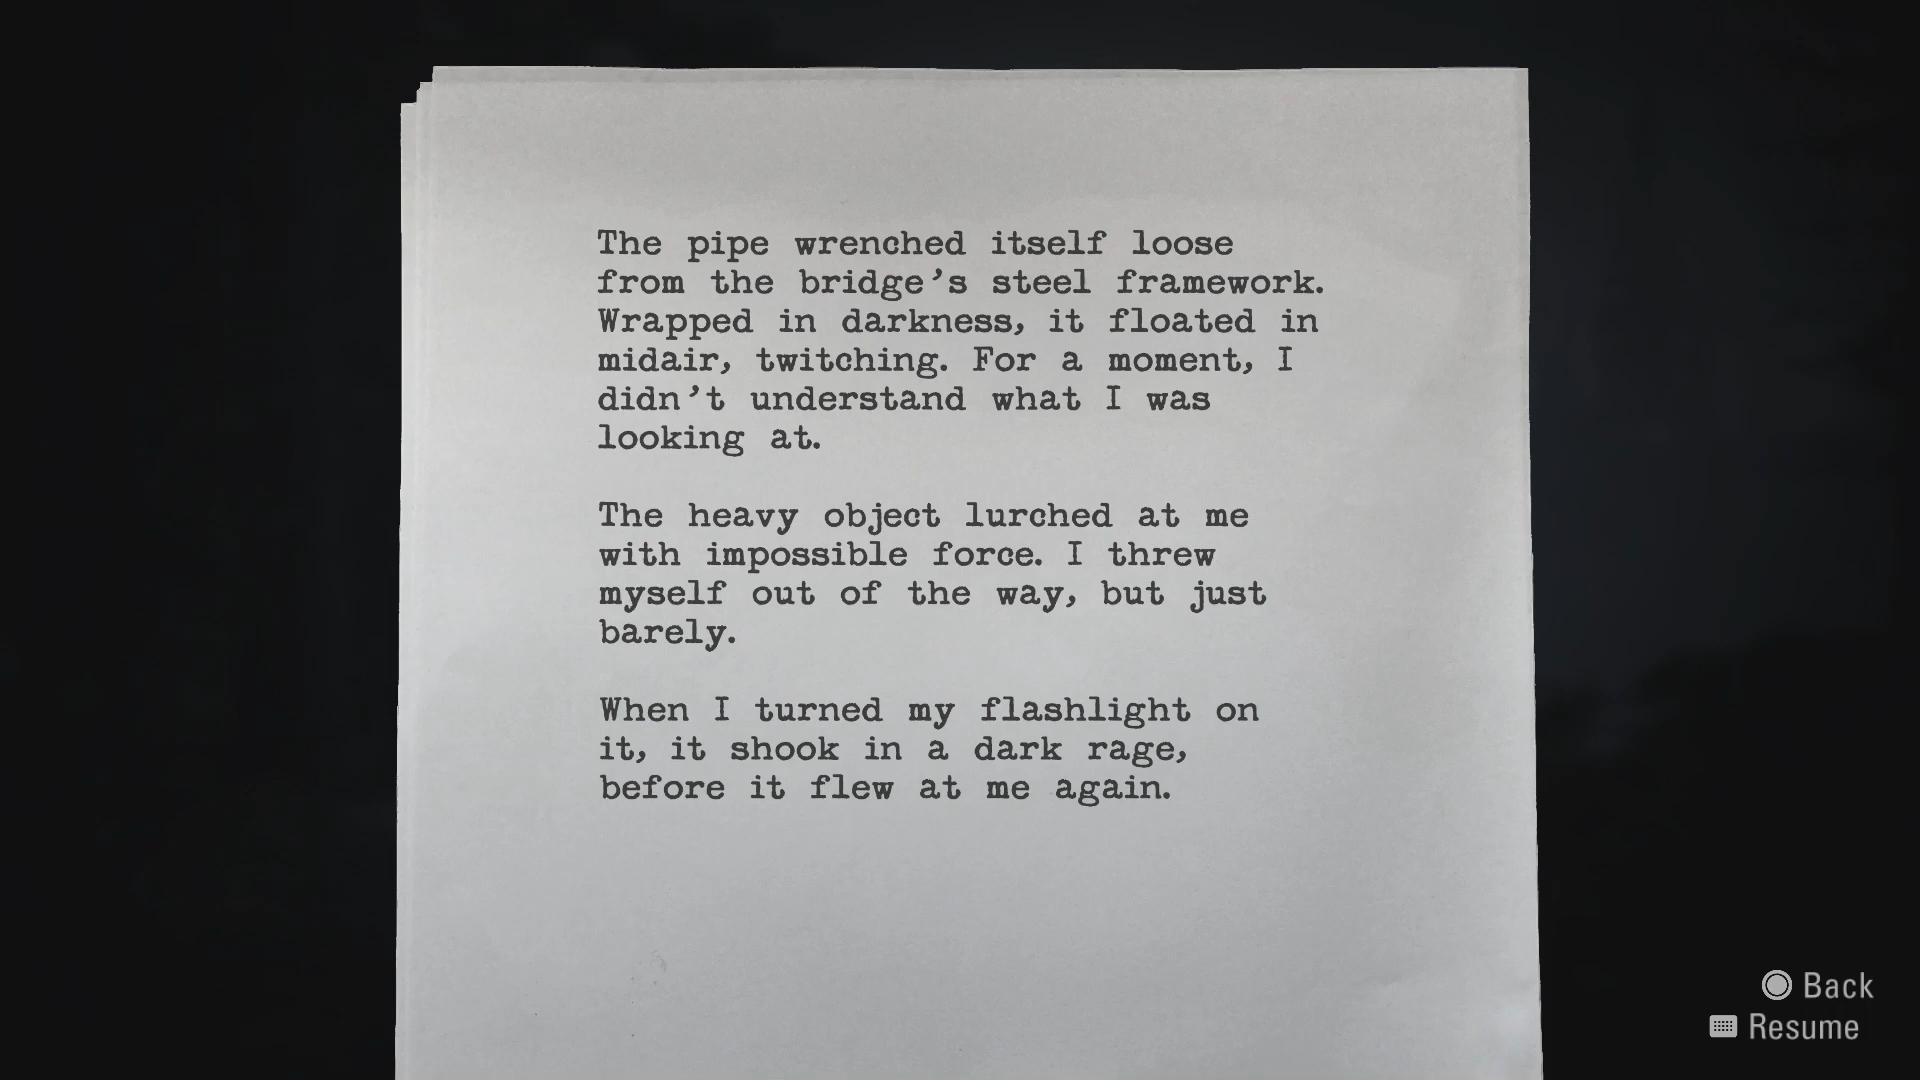 The pipe wrenched itself loose
from the bridge’s steel framework.
Wrapped in darkness, it floated in
midair, twitching. For a moment, I
didn’t understand what I was
looking at.
The heavy object lurched at me
with impossible force. I threw
myself out of the way, but just
barely.
When I turned my flashlight on
it, it shook in a dark rage,
before it flew at me again.
Back
Resume